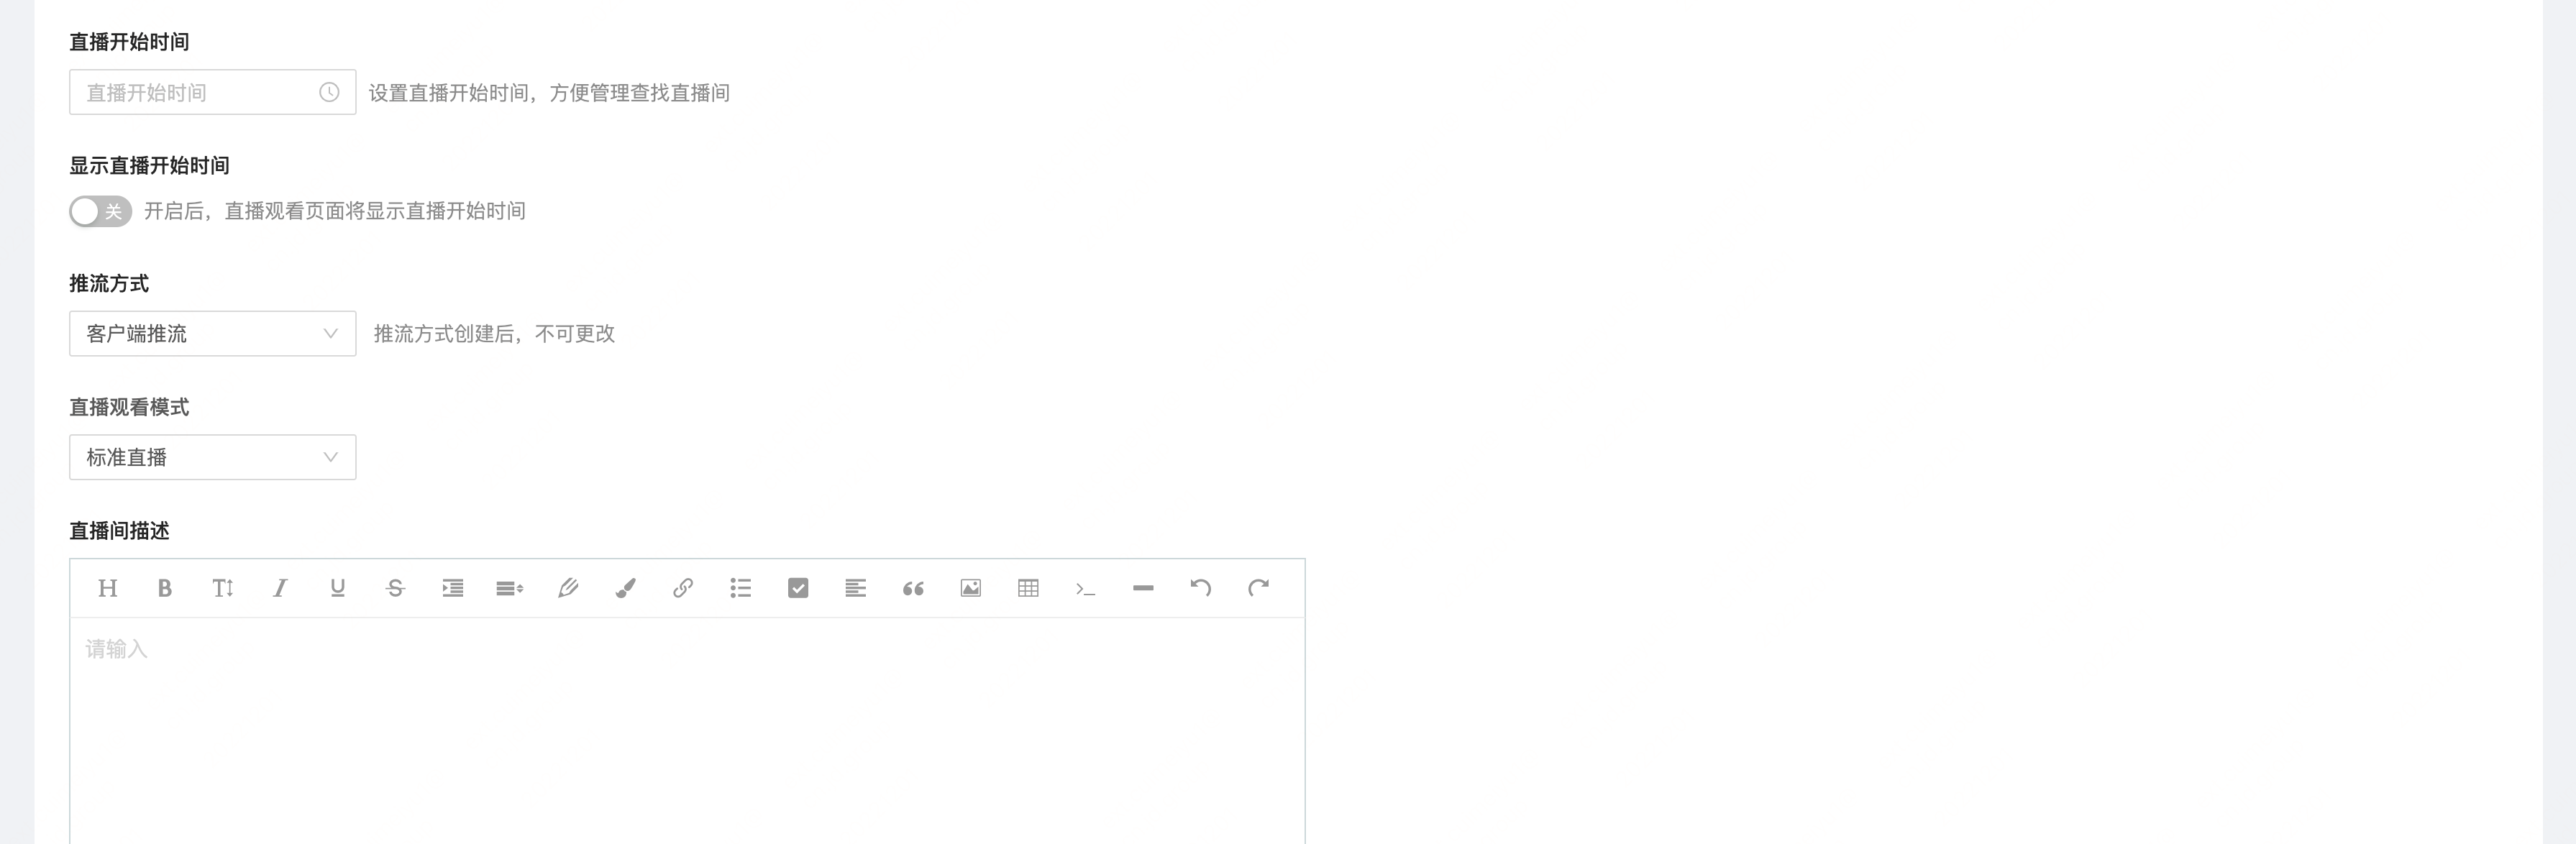 直播开始时间
直播开始时间 设置直播开始时间，方便管理查找直播间
显示直播开始时间
关 开启后，直播观看页面将显示直播开始时间
推流方式
客户端推流 推流方式创建后，不可更改
直播观看模式
标准直播
直播间描述
请输入